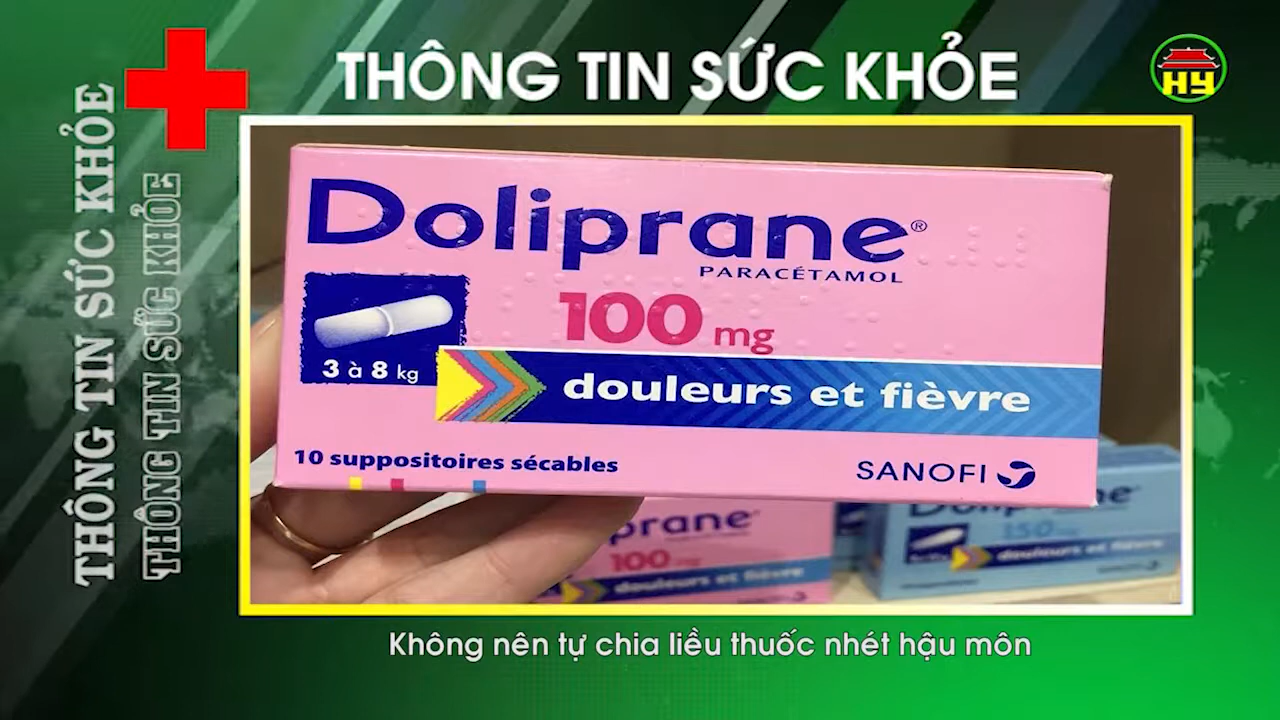 THÔNG TIN SỨC KHỎE
HY
THÔNG TIN SỨC KHỎE
THÔNG TIN SỨC KHỎE
Doliprane®
PARACÉTAMOL
100 mg
3 à 8 kg
douleurs et fièvre
10 suppositoires sécables
SANOFI
prane
100 mg
douleurs et fièvre
150 mg
douleurs et fièvre
Không nên tự chia liều thuốc nhét hậu môn